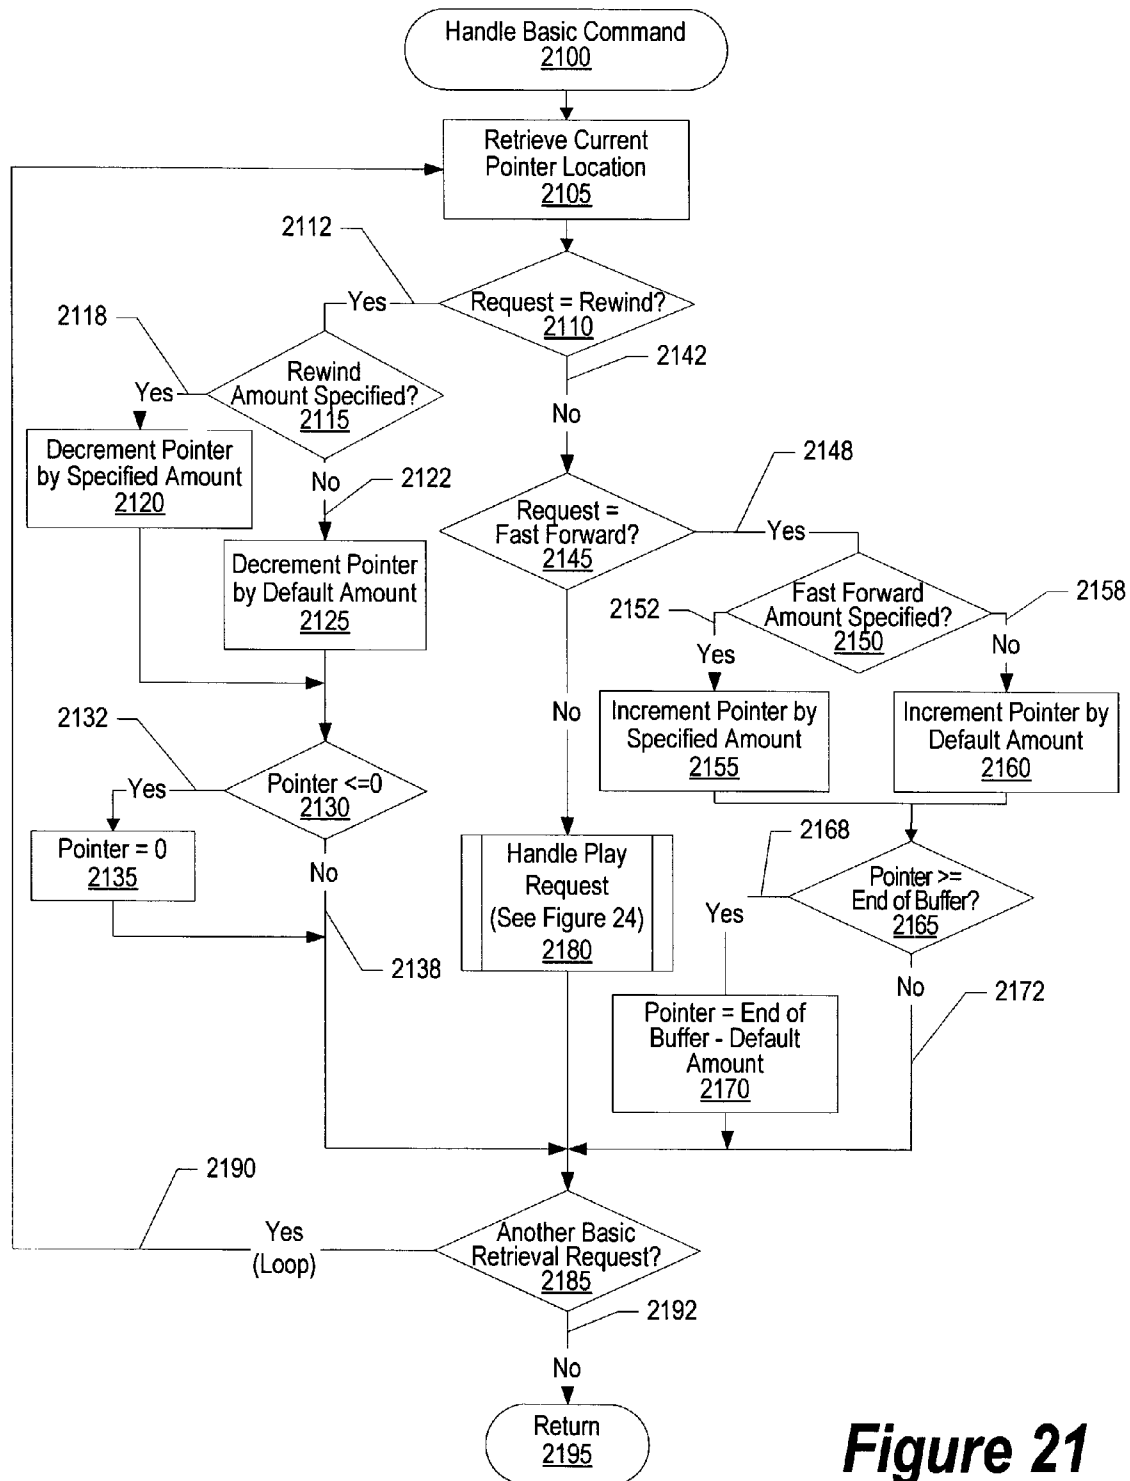 Handle Basic Command
2100
Retrieve Current
Pointer Location
2105
2112
Yes
Request = Rewind?
2110
2118
2142
Rewind
Amount Specified?
2115
Yes
No
Decrement Pointer
by Specified Amount
2120
No
2122
2148
Request =
Fast Forward?
2145
Yes
Decrement Pointer
by Default Amount
2125
Fast Forward
Amount Specified?
2150
2152
2158
Yes
No
No
Increment Pointer by
Specified Amount
2155
Increment Pointer by
Default Amount
2160
2132
Yes
Pointer <=0
2130
Pointer = 0
2135
No
2138
Handle Play
Request
(See Figure 24)
2180
2168
Pointer >=
End of Buffer?
2165
Yes
No
2172
Pointer = End of
Buffer - Default
Amount
2170
2190
Yes
(Loop)
Another Basic
Retrieval Request?
2185
2192
No
Return
2195
Figure 21